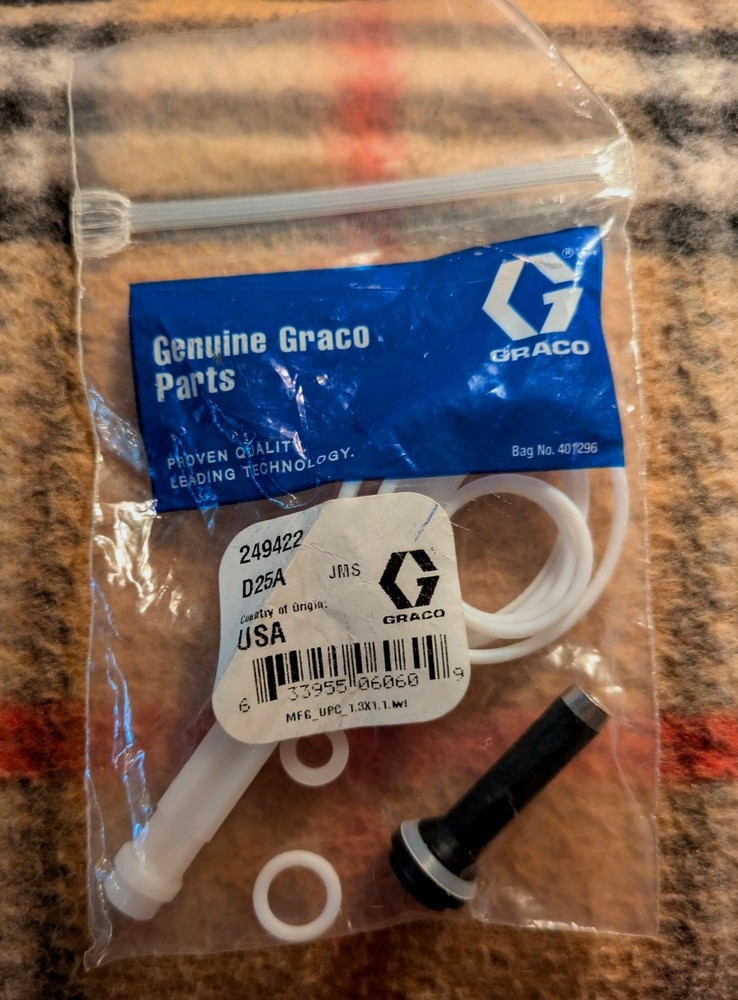 GRACO
Genuine Graco
Parts
PROVEN QUALITY
LEADING TECHNOLOGY.
Bag No. 401296
249422
D25A JMS
Country of Origin:
USA
GRACO
6 33955 06060 9
MFG_UPC_1.3X1.1.lwl